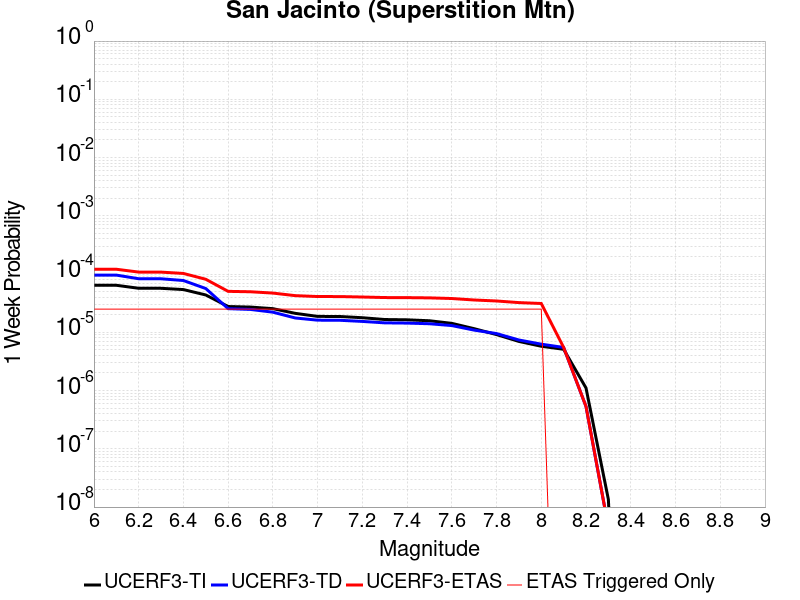 San Jacinto (Superstition Mtn)
10^0
10^-1
10^-2
10^-3
10^-4
10^-5
10^-6
10^-7
10^-8
1 Week Probability
6 6.2 6.4 6.6 6.8 7 7.2 7.4 7.6 7.8 8 8.2 8.4 8.6 8.8 9
Magnitude
UCERF3-TI UCERF3-TD UCERF3-ETAS ETAS Triggered Only